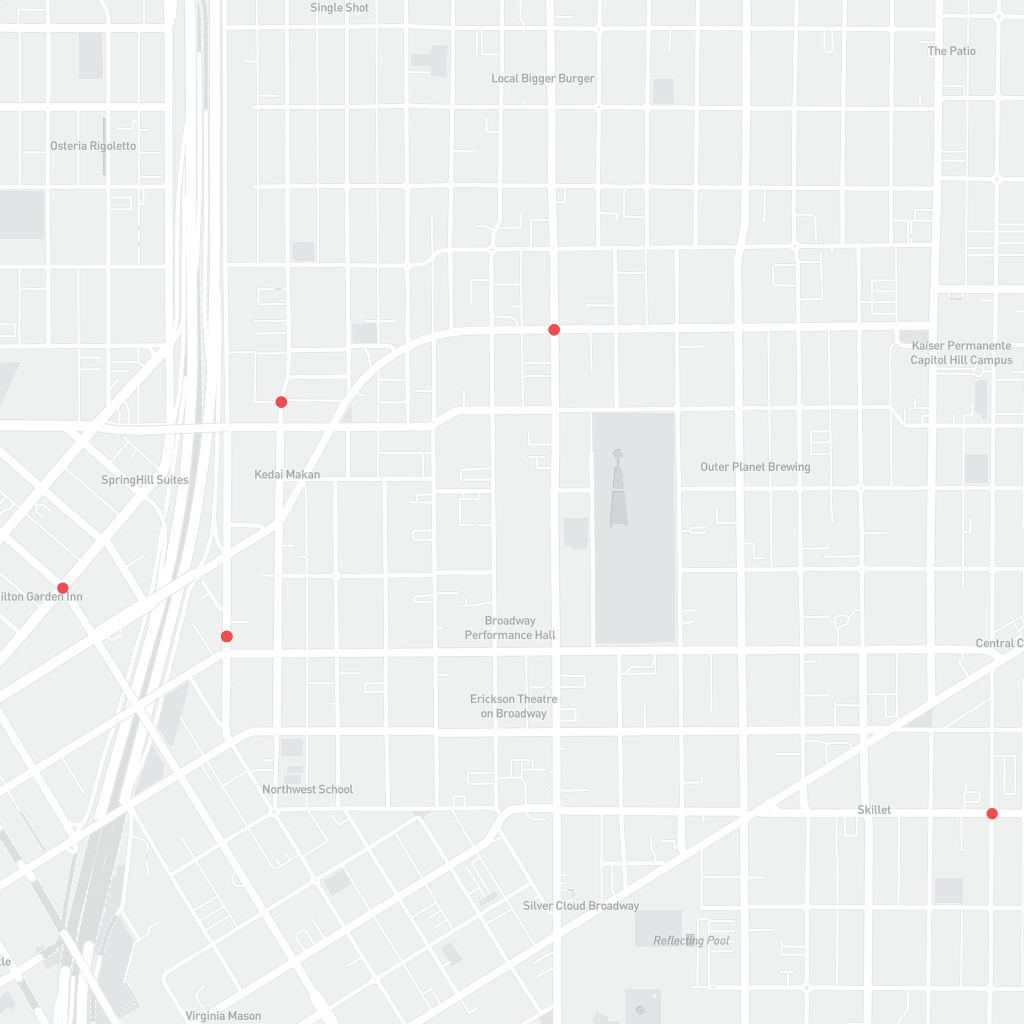 Single Shot
The Patio
Local Bigger Burger
Osteria Rigoletto
Kaiser Permanente
Capitol Hill Campus
Outer Planet Brewing
Kedai Makan
SpringHill Suites
ilton Garden Inn
Broadway
Performance Hall
Central C
Erickson Theatre
on Broadway
Northwest School
Skillet
Silver Cloud Broadway
Reflecting Pool
tle
Virginia Mason